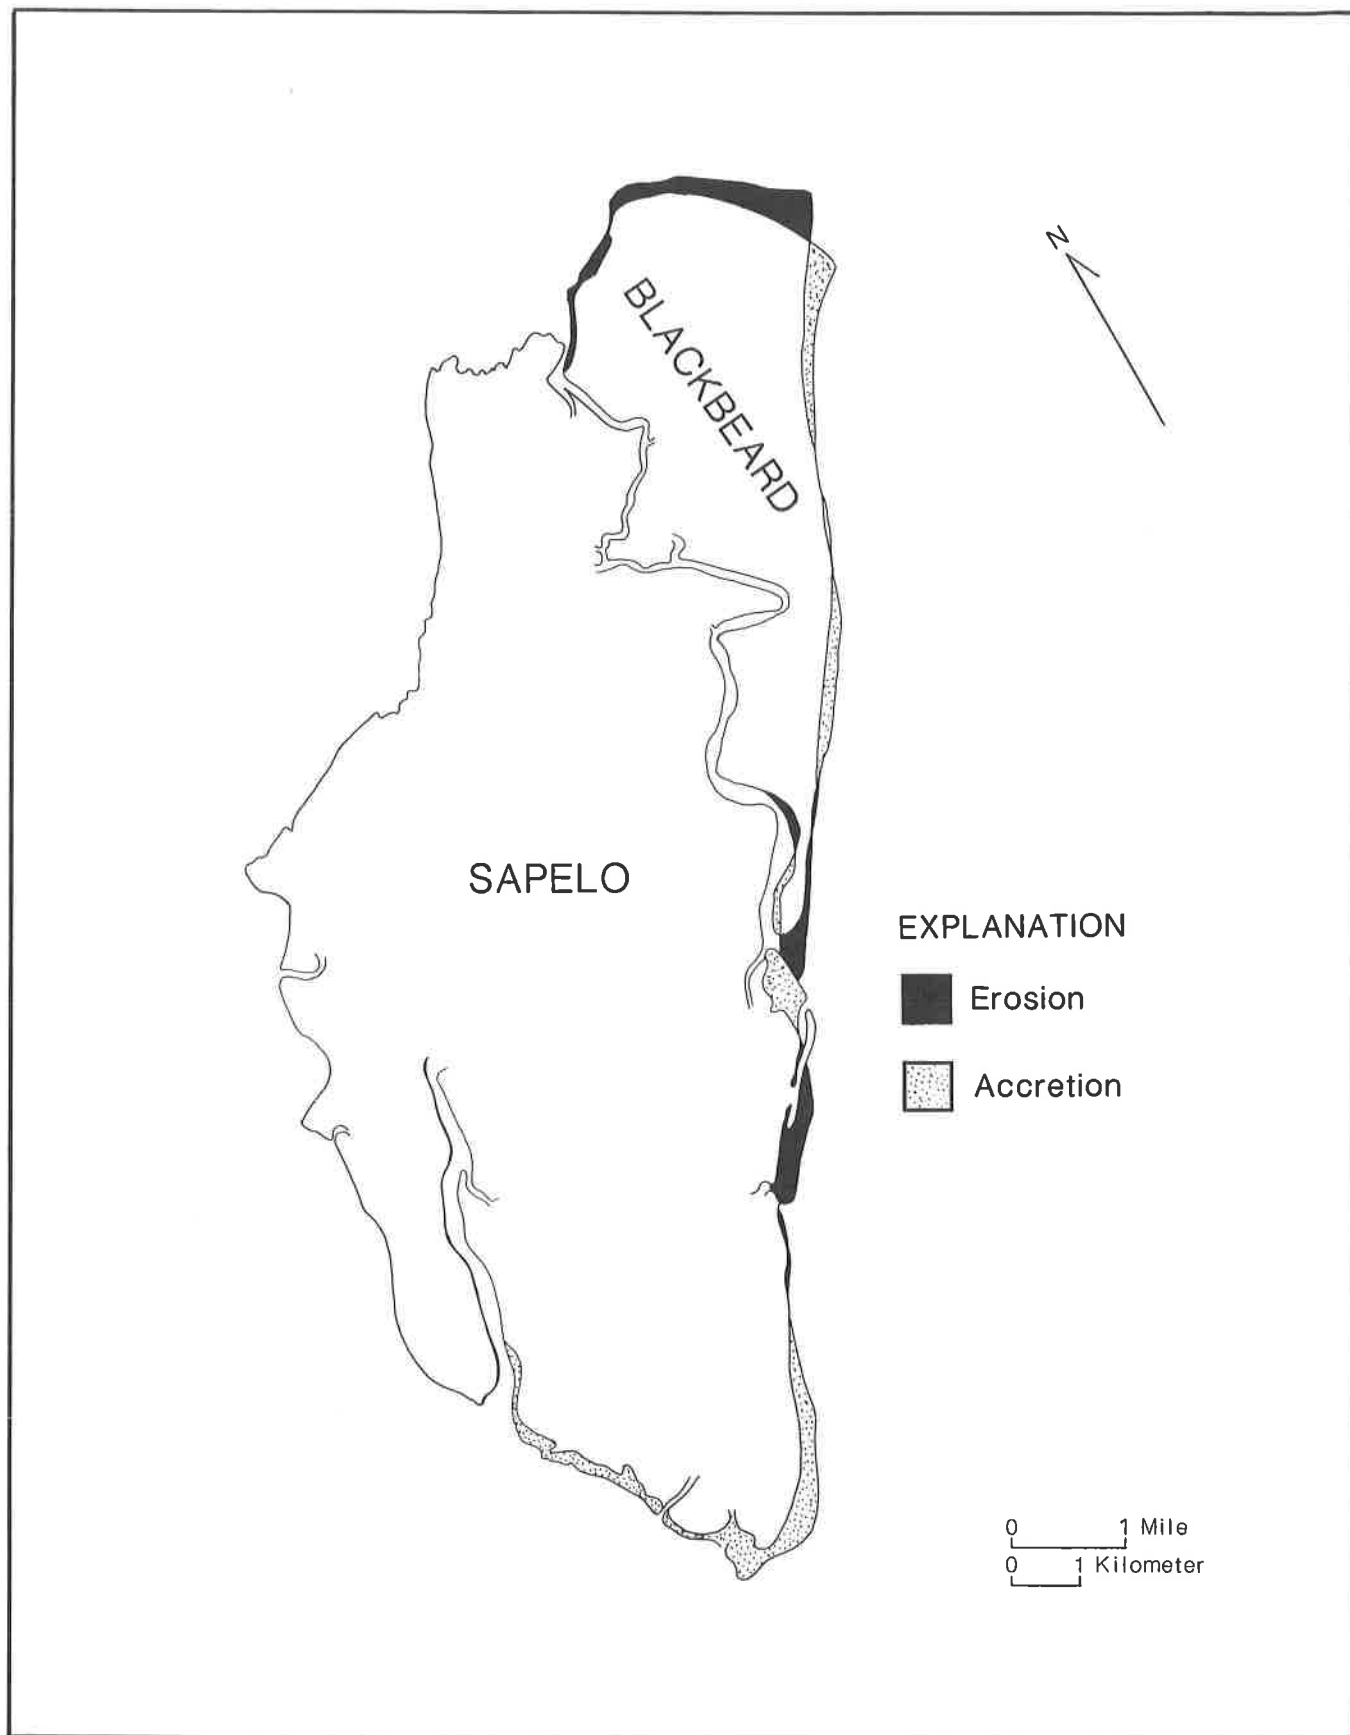 N
BLACKBEARD
SAPELO
EXPLANATION
Erosion
Accretion
0 1 Mile
0 1 Kilometer